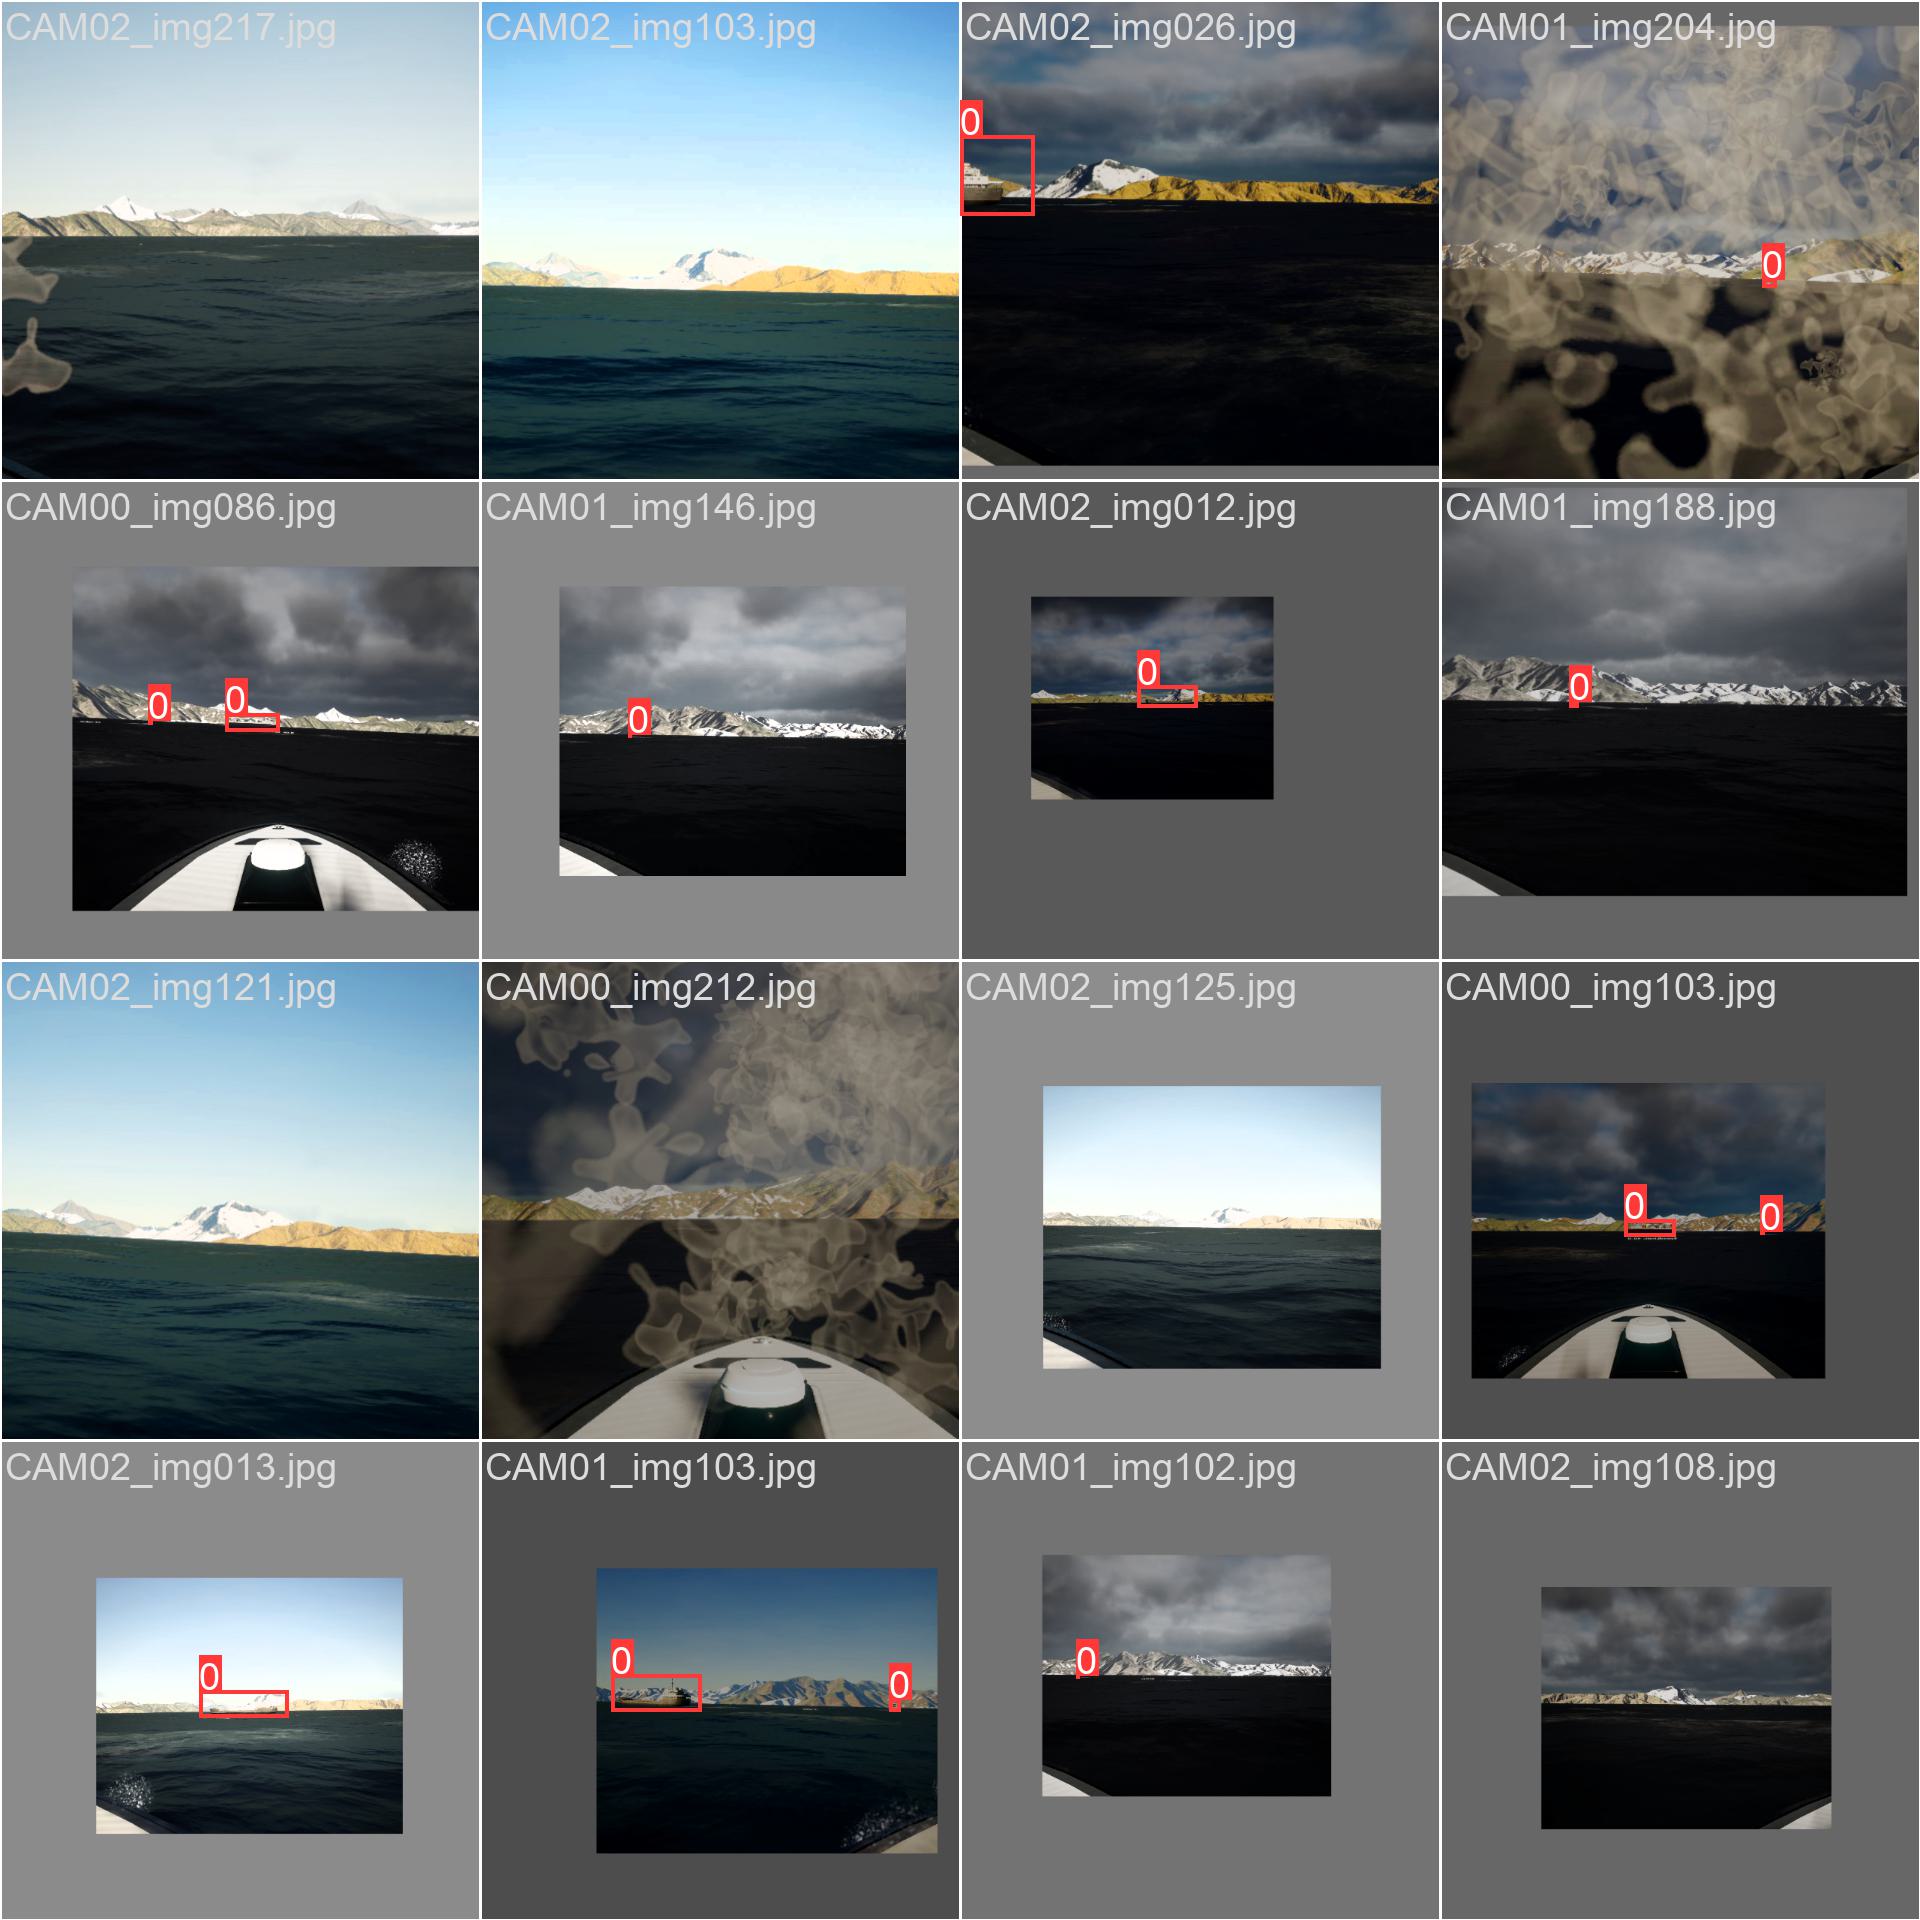 CAM02_img217.jpg
CAM02_img103.jpg
CAM02_img026.jpg
0
CAM01_img204.jpg
0
CAM00_img086.jpg
0
0
CAM01_img146.jpg
0
CAM02_img012.jpg
0
CAM01_img188.jpg
0
CAM02_img121.jpg
CAM00_img212.jpg
CAM02_img125.jpg
CAM00_img103.jpg
0
0
CAM02_img013.jpg
0
CAM01_img103.jpg
0
0
CAM01_img102.jpg
0
CAM02_img108.jpg